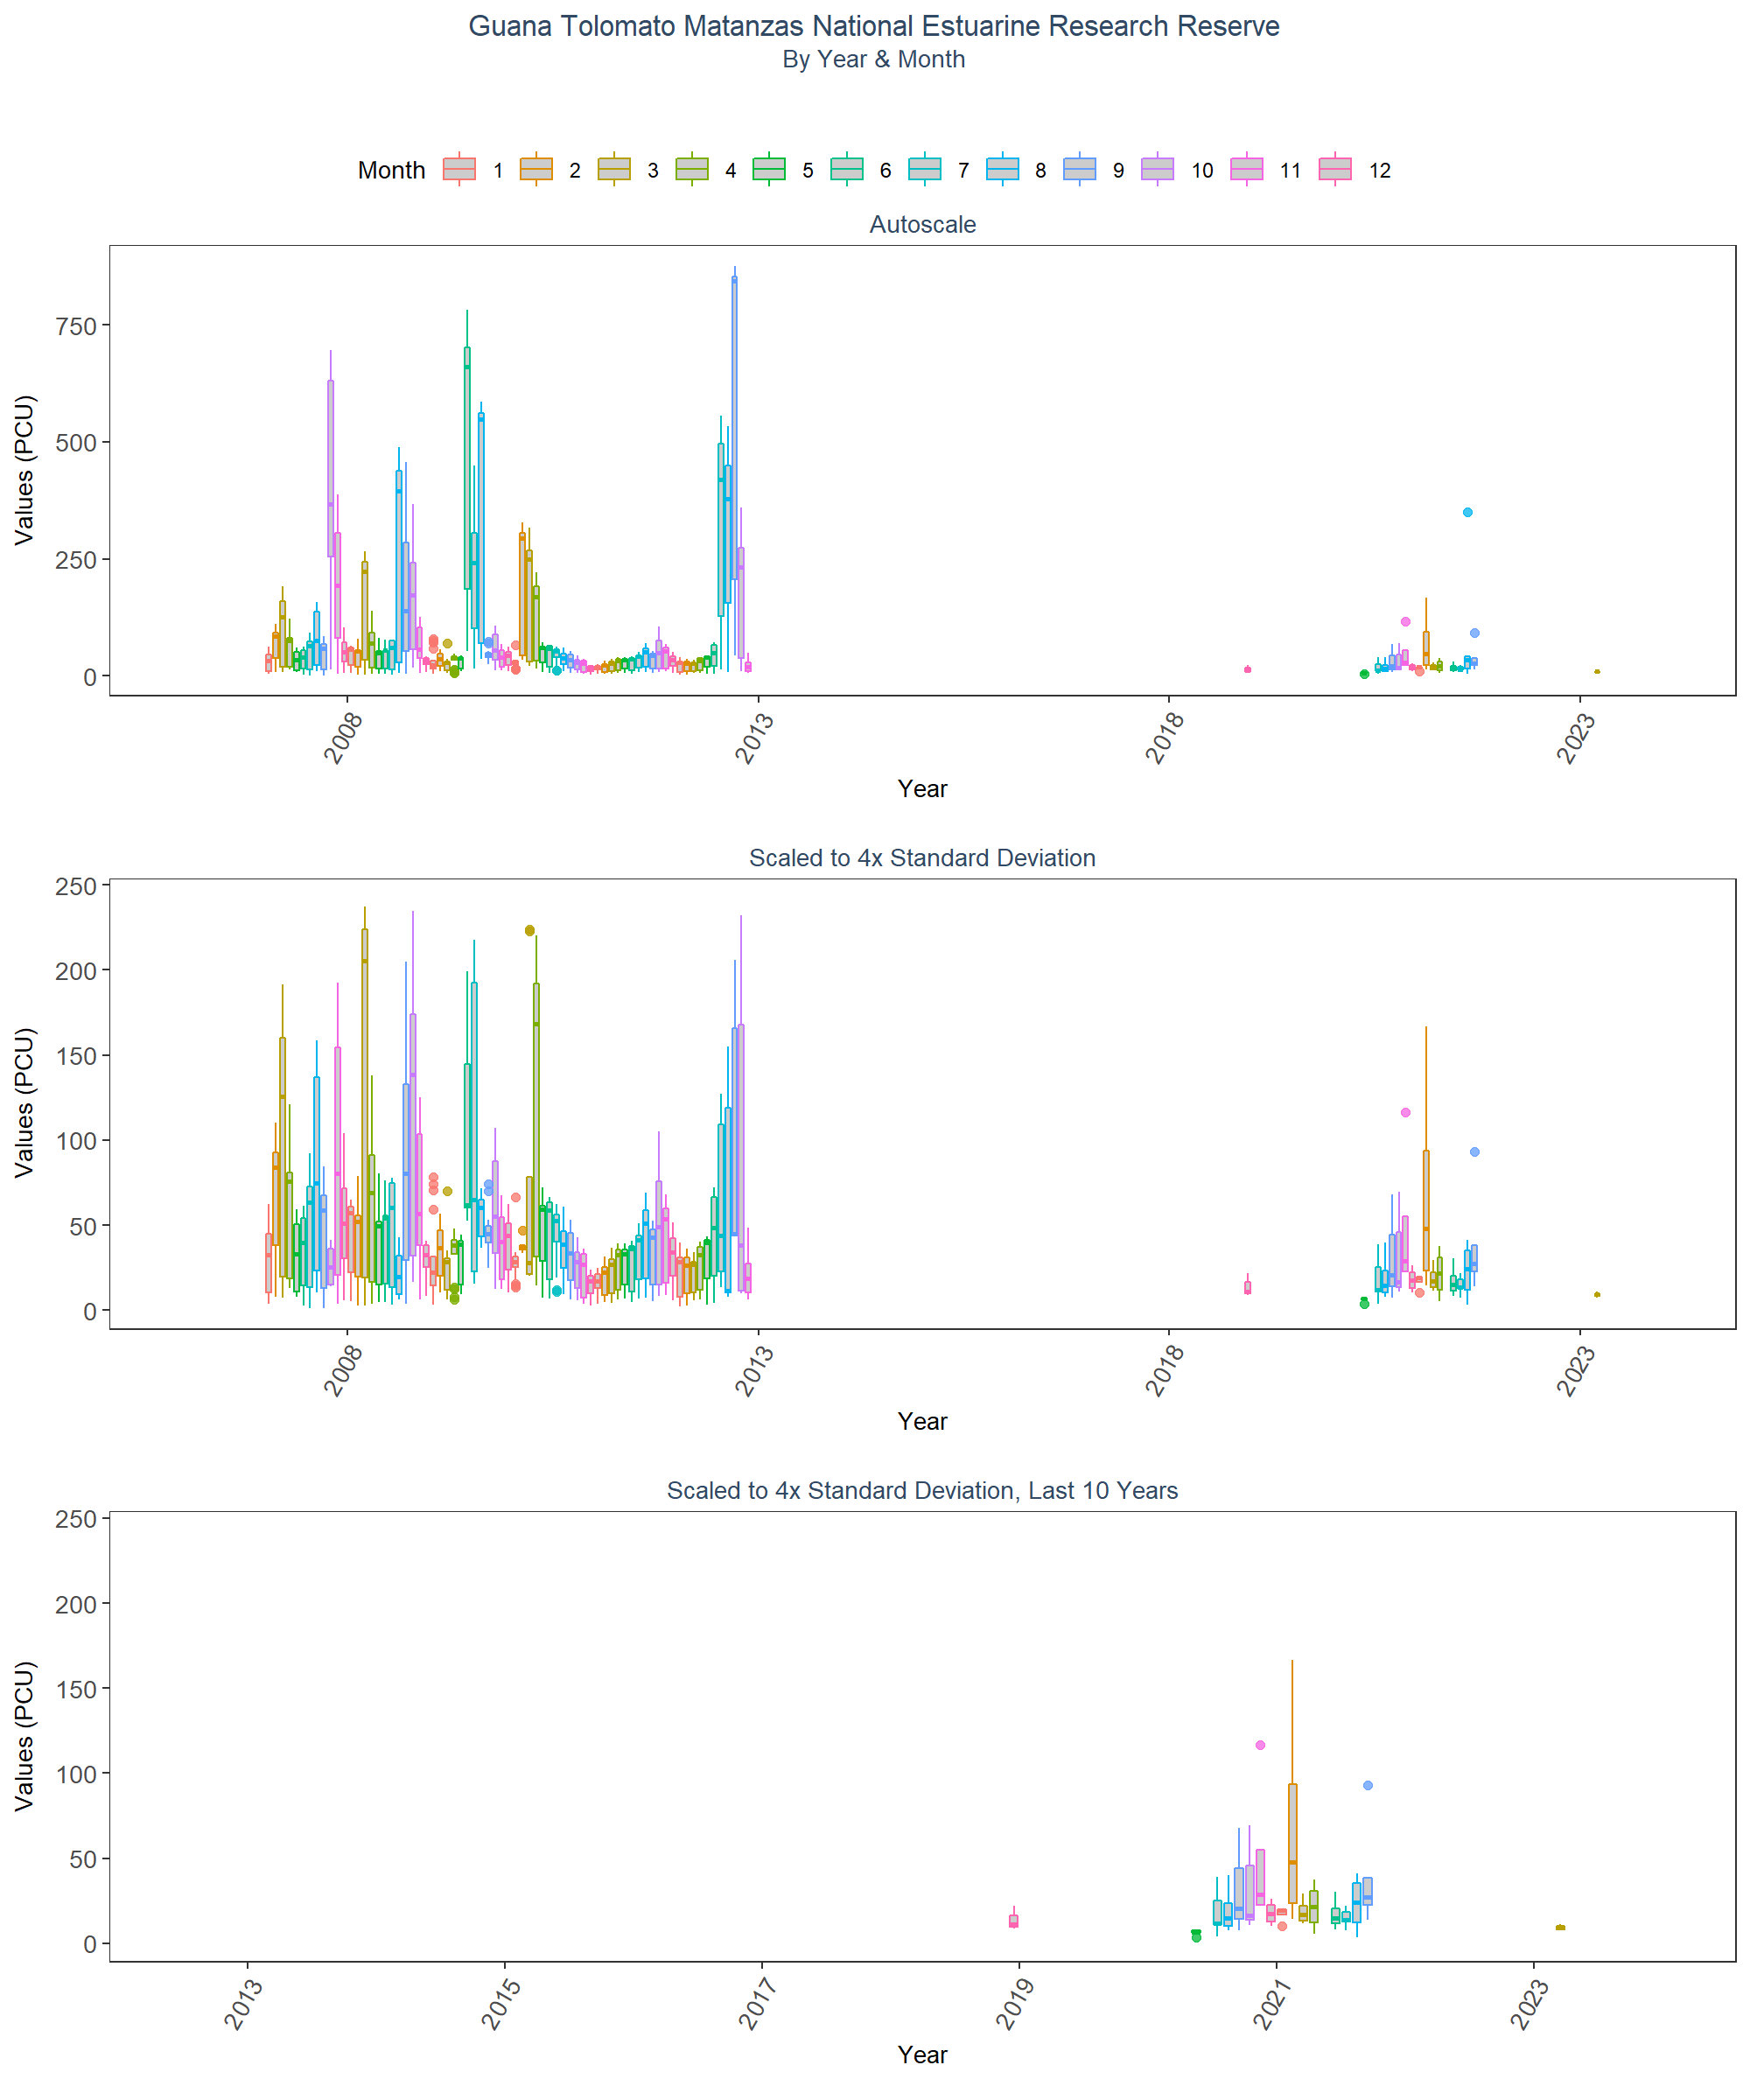 Guana Tolomato Matanzas National Estuarine Research Reserve
By Year & Month
Month 1 2 3 4 5 6 7 8 9 10 11 12
Autoscale
Values (PCU)
750
500
250
0
2008 2013 2018 2023
Year
Scaled to 4x Standard Deviation
Values (PCU)
250
200
150
100
50
0
2008 2013 2018 2023
Year
Scaled to 4x Standard Deviation, Last 10 Years
Values (PCU)
250
200
150
100
50
0
2013 2015 2017 2019 2021 2023
Year